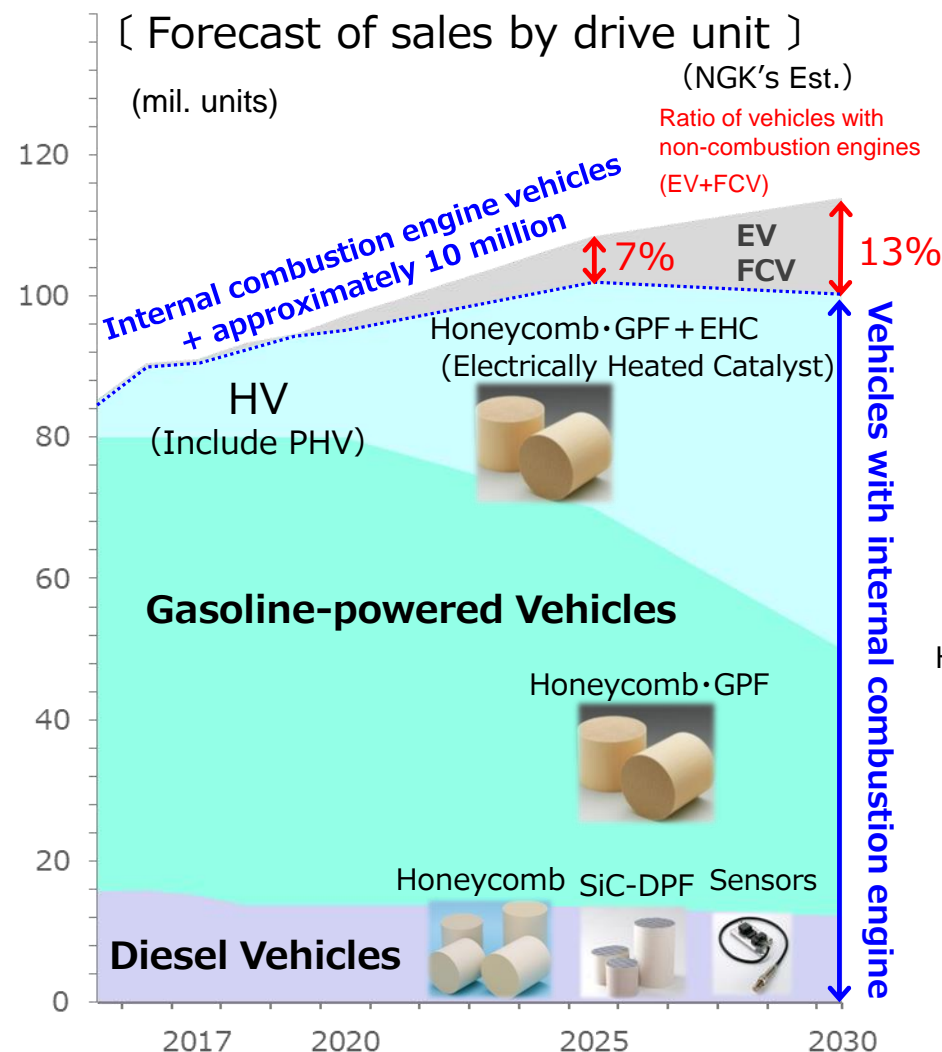 〔 Forecast of sales by drive unit 〕
(NGK's Est.)
(mil. units)
Ratio of vehicles with
non-combustion engines
(EV+FCV)
120
Internal combustion engine vehicles
+ approximately 10 million
7%
EV
FCV
13%
100
Honeycomb・GPF＋EHC
(Electrically Heated Catalyst)
HV
（Include PHV）
80
Vehicles with internal combustion engine
60
Gasoline-powered Vehicles
Honeycomb・GPF
40
20
Honeycomb
SiC-DPF
Sensors
Diesel Vehicles
0
2017
2020
2025
2030